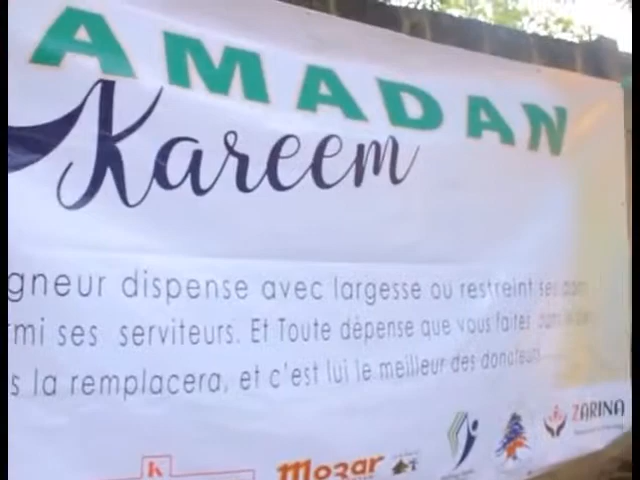 AMADAN
Kareem
gneur dispense avec largesse ou restreint ses
rmi ses serviteurs. Et Toute dépense que vous faites
s la remplacera, et c'est lui le meilleur des donateurs
Mozar
ZARINA